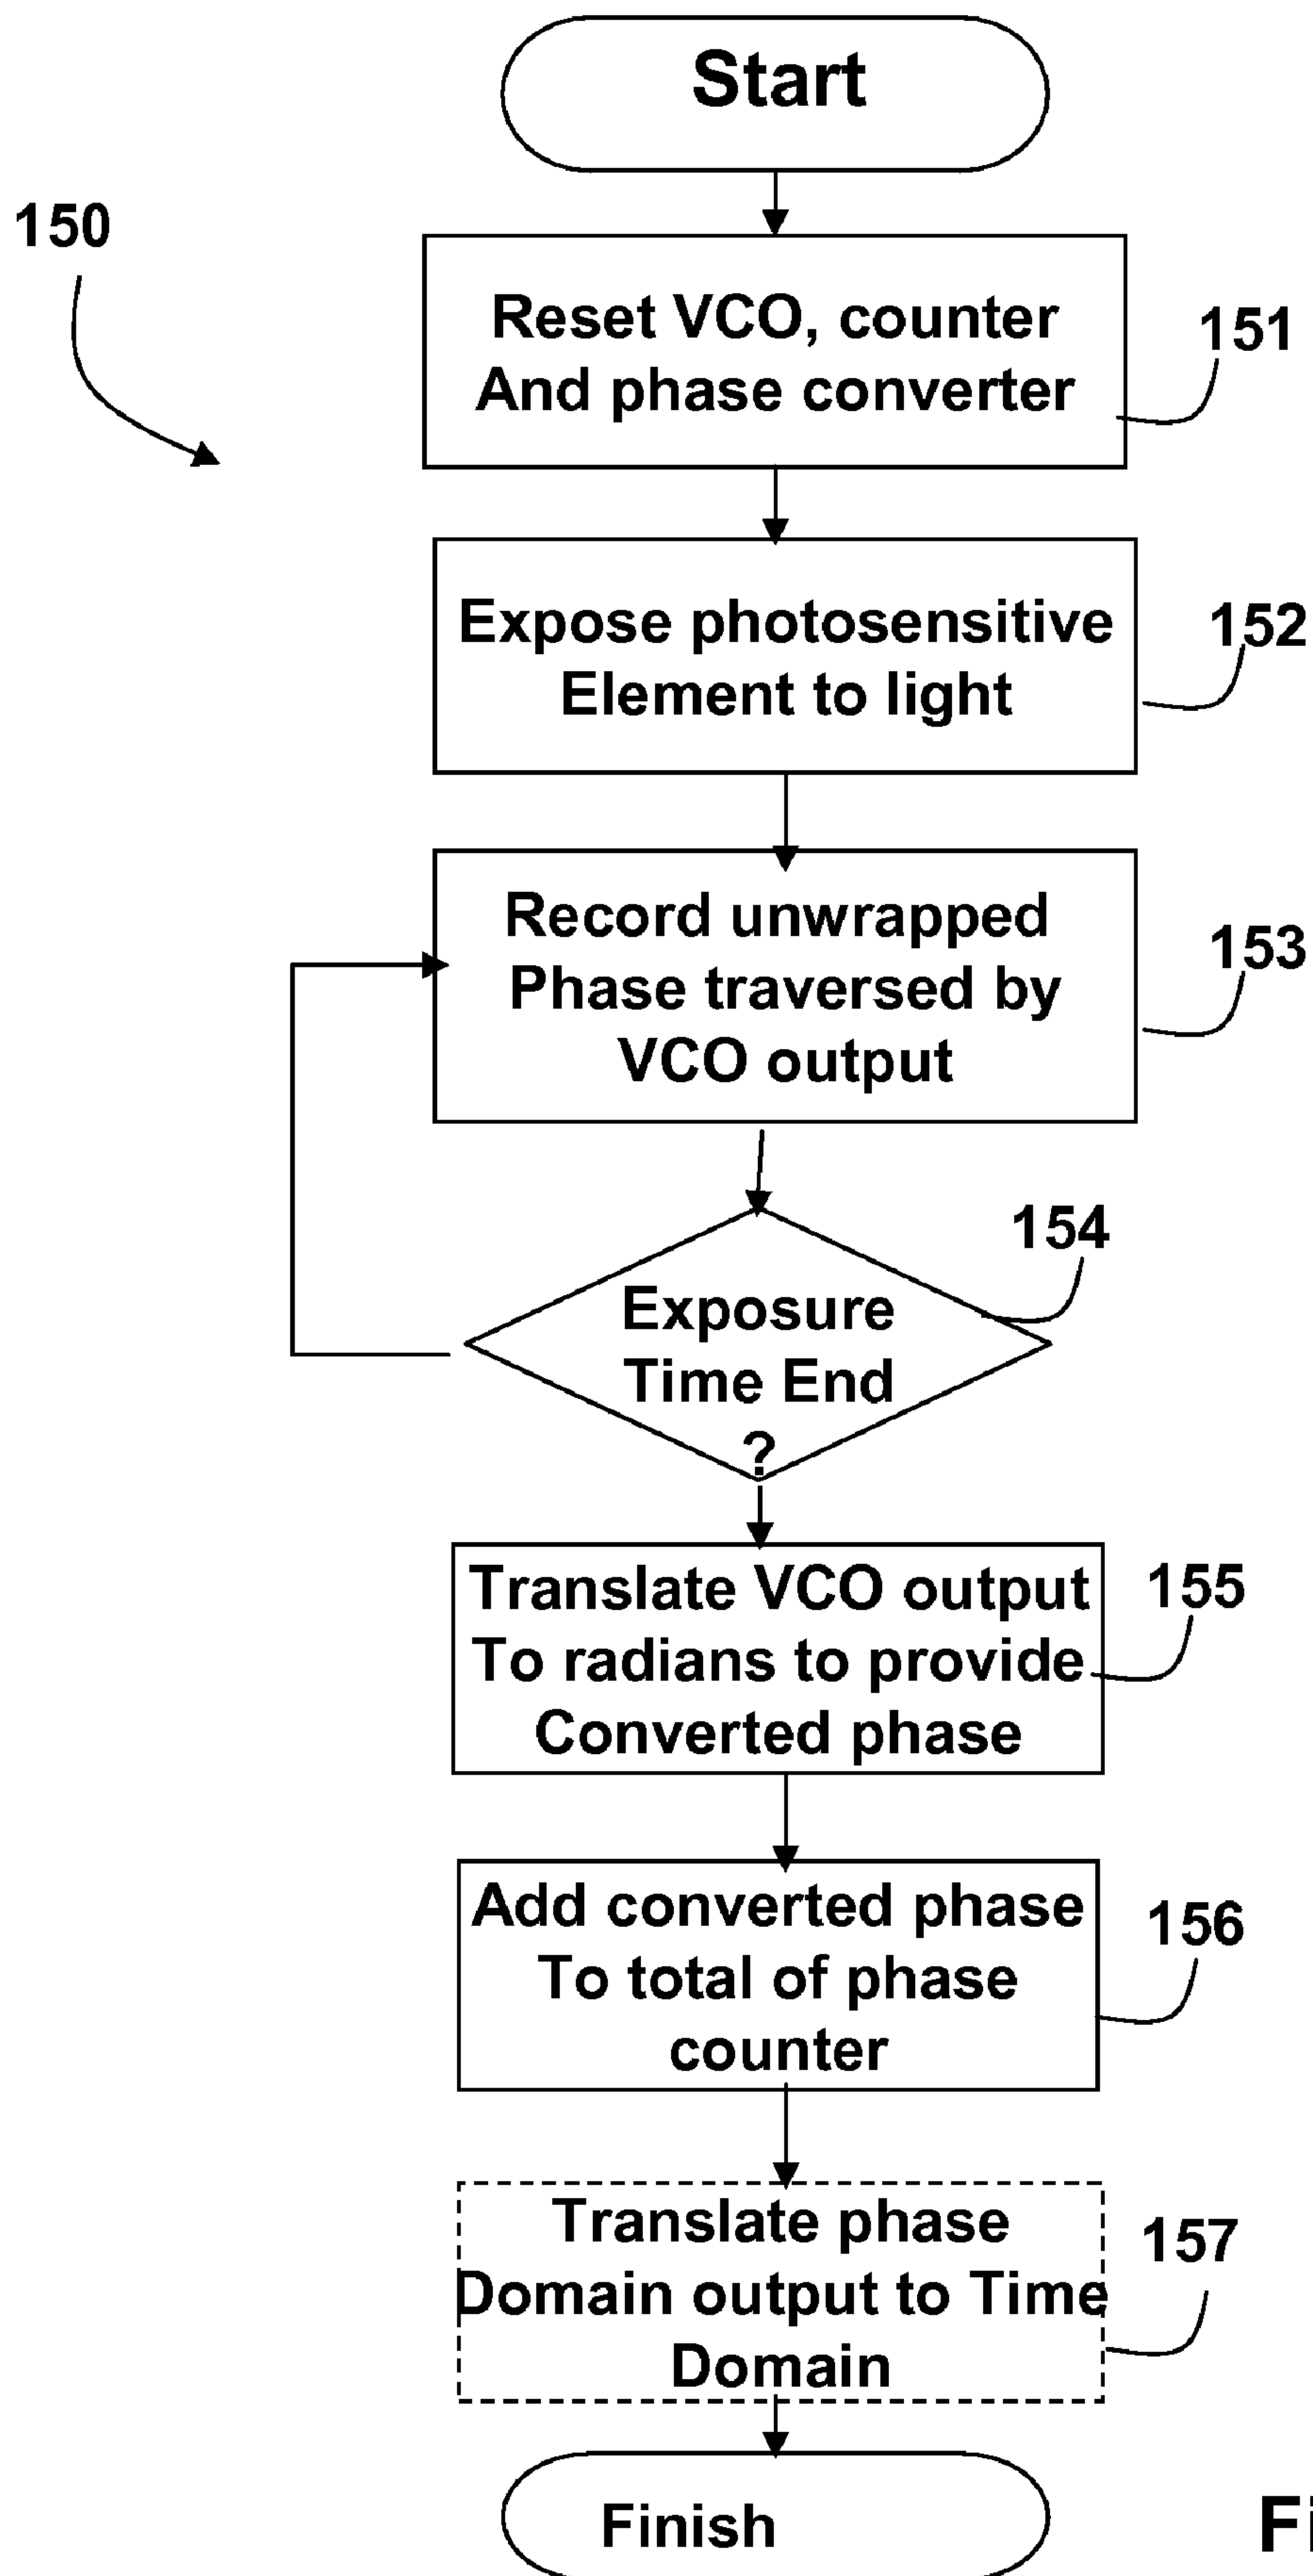 Start
150
Reset VCO, counter
And phase converter
151
Expose photosensitive
Element to light
152
Record unwrapped
Phase traversed by
VCO output
153
154
Exposure
Time End
?
Translate VCO output
To radians to provide
Converted phase
155
Add converted phase
To total of phase
counter
156
Translate phase
Domain output to Time
Domain
157
Finish